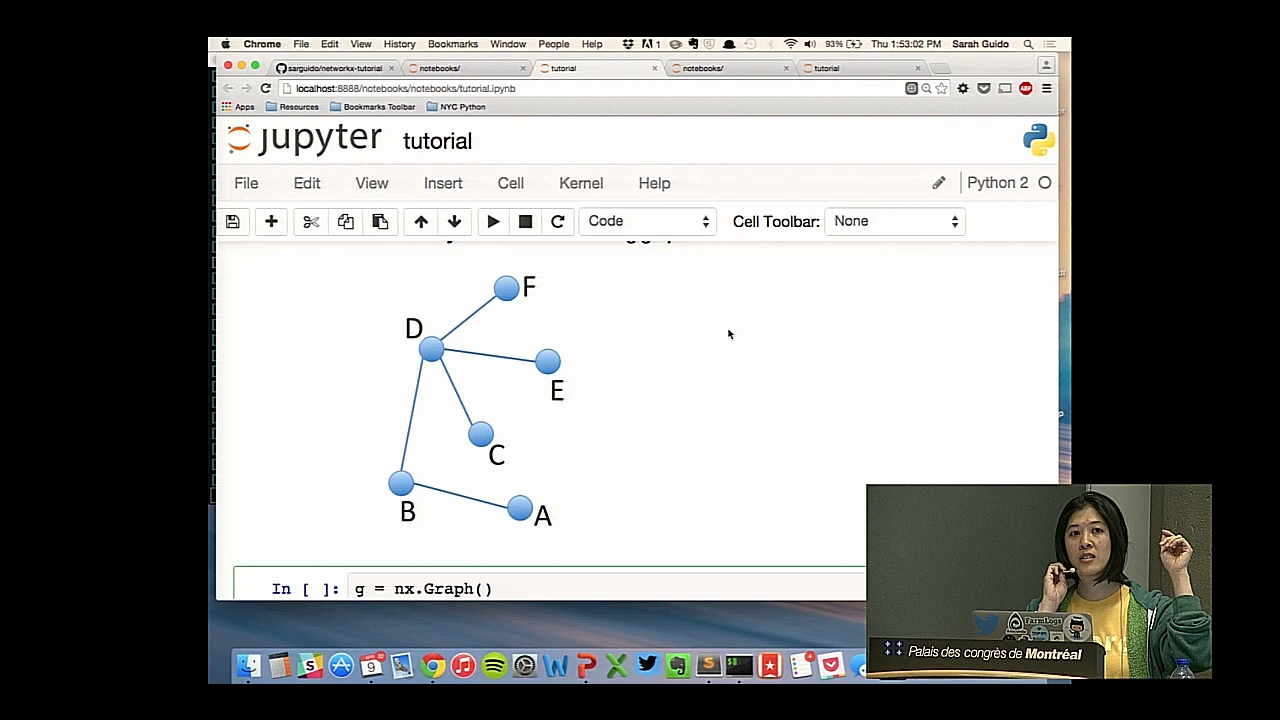 Chrome File Edit View History Bookmarks Window People Help 1 93% Thu 1:53:02 PM Sarah Guido
sarguido/networkx-tutorial notebooks/ tutorial notebooks/ tutorial
localhost:8888/notebooks/notebooks/tutorial.ipynb
Apps Resources Bookmarks Toolbar NYC Python
jupyter tutorial
File Edit View Insert Cell Kernel Help Python 2
Code Cell Toolbar: None
F
D
E
C
B
A
In [ ]: g = nx.Graph()
FarmLogs
Palais des congrès de Montréal